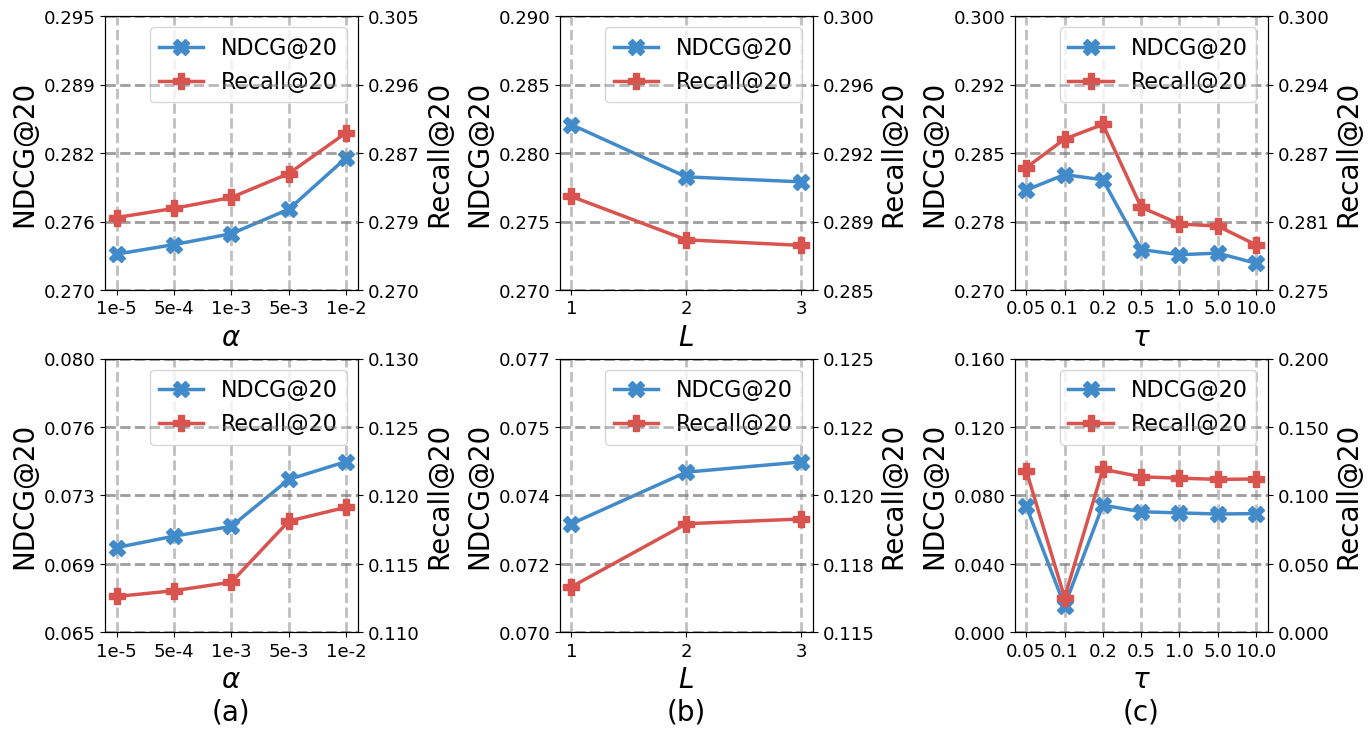 NDCG@20
0.295
0.289
0.282
0.276
0.270
NDCG@20
Recall@20
0.305
0.296
0.287
0.279
0.270
Recall@20
1e-5 5e-4 1e-3 5e-3 1e-2
α
NDCG@20
0.290
0.285
0.280
0.275
0.270
NDCG@20
Recall@20
0.300
0.296
0.292
0.289
0.285
Recall@20
1 2 3
L
NDCG@20
0.300
0.292
0.285
0.278
0.270
NDCG@20
Recall@20
0.300
0.294
0.287
0.281
0.275
Recall@20
0.05 0.1 0.2 0.5 1.0 5.0 10.0
τ
NDCG@20
0.080
0.076
0.073
0.069
0.065
NDCG@20
Recall@20
0.130
0.125
0.120
0.115
0.110
Recall@20
1e-5 5e-4 1e-3 5e-3 1e-2
α
(a)
NDCG@20
0.077
0.075
0.074
0.072
0.070
NDCG@20
Recall@20
0.125
0.122
0.120
0.118
0.115
Recall@20
1 2 3
L
(b)
NDCG@20
0.160
0.120
0.080
0.040
0.000
NDCG@20
Recall@20
0.200
0.150
0.100
0.050
0.000
Recall@20
0.05 0.1 0.2 0.5 1.0 5.0 10.0
τ
(c)